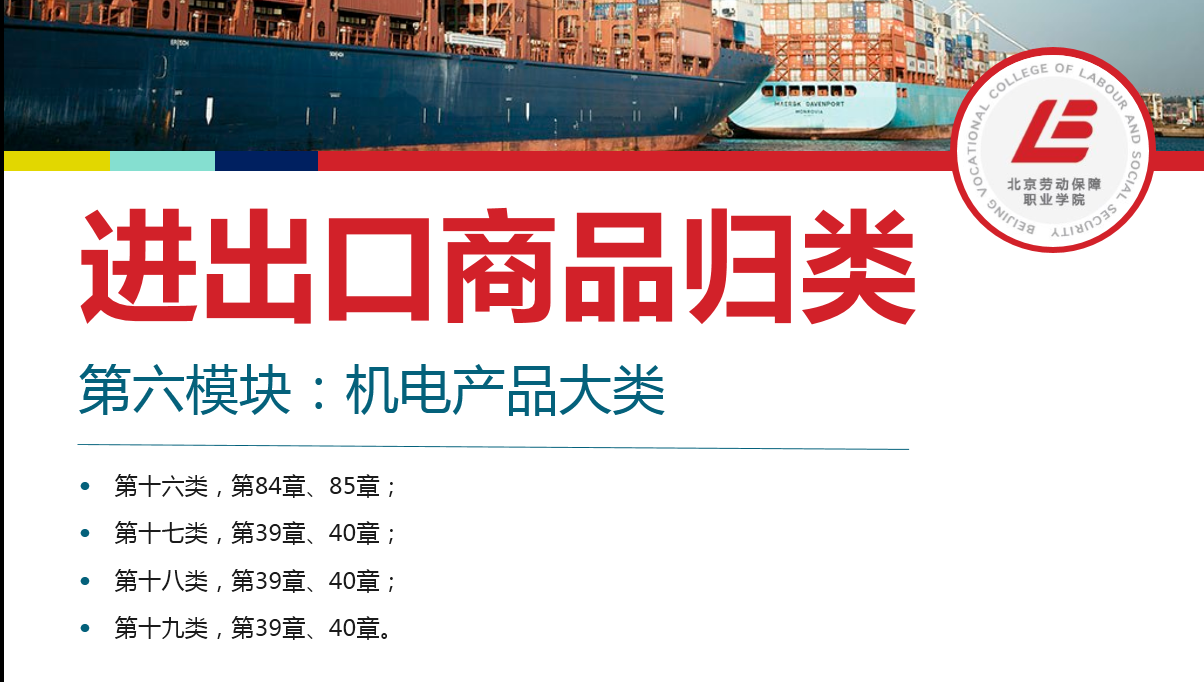 MAERSK DAVENPORT
MONROVIA
BEIJING VOCATIONAL COLLEGE OF LABOUR AND SOCIAL SECURITY
北京劳动保障
职业学院
进出口商品归类
第六模块：机电产品大类
• 第十六类，第84章、85章；
• 第十七类，第39章、40章；
• 第十八类，第39章、40章；
• 第十九类，第39章、40章。